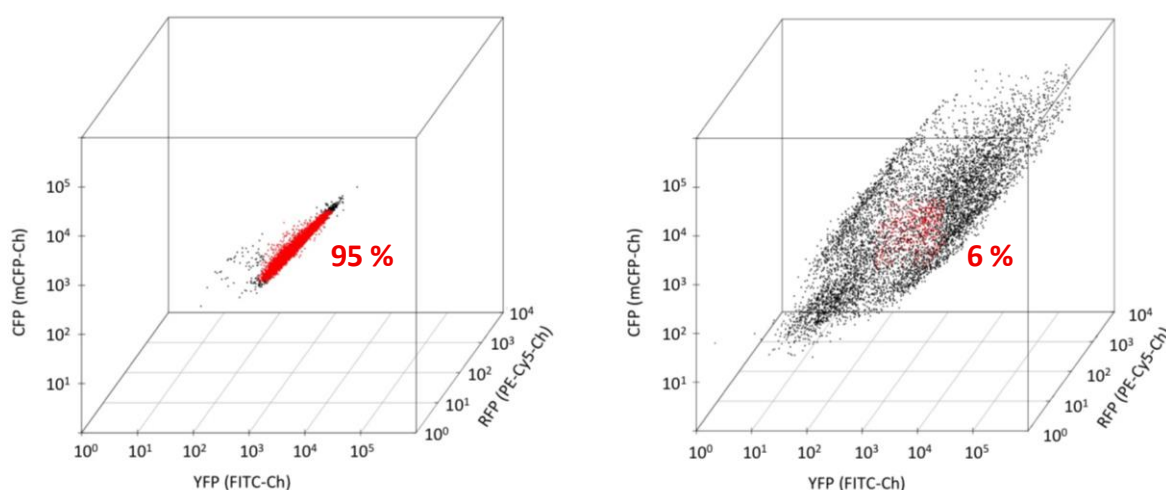 CFP (mCFP-Ch)
10⁵
10⁴
10³
10²
10¹
95 %
10⁴
10³
10²
10¹
10⁰
RFP (PE-Cy5-Ch)
10⁰ 10¹ 10² 10³ 10⁴ 10⁵
YFP (FITC-Ch)
CFP (mCFP-Ch)
10⁵
10⁴
10³
10²
10¹
6 %
10⁴
10³
10²
10¹
10⁰
RFP (PE-Cy5-Ch)
10⁰ 10¹ 10² 10³ 10⁴ 10⁵
YFP (FITC-Ch)